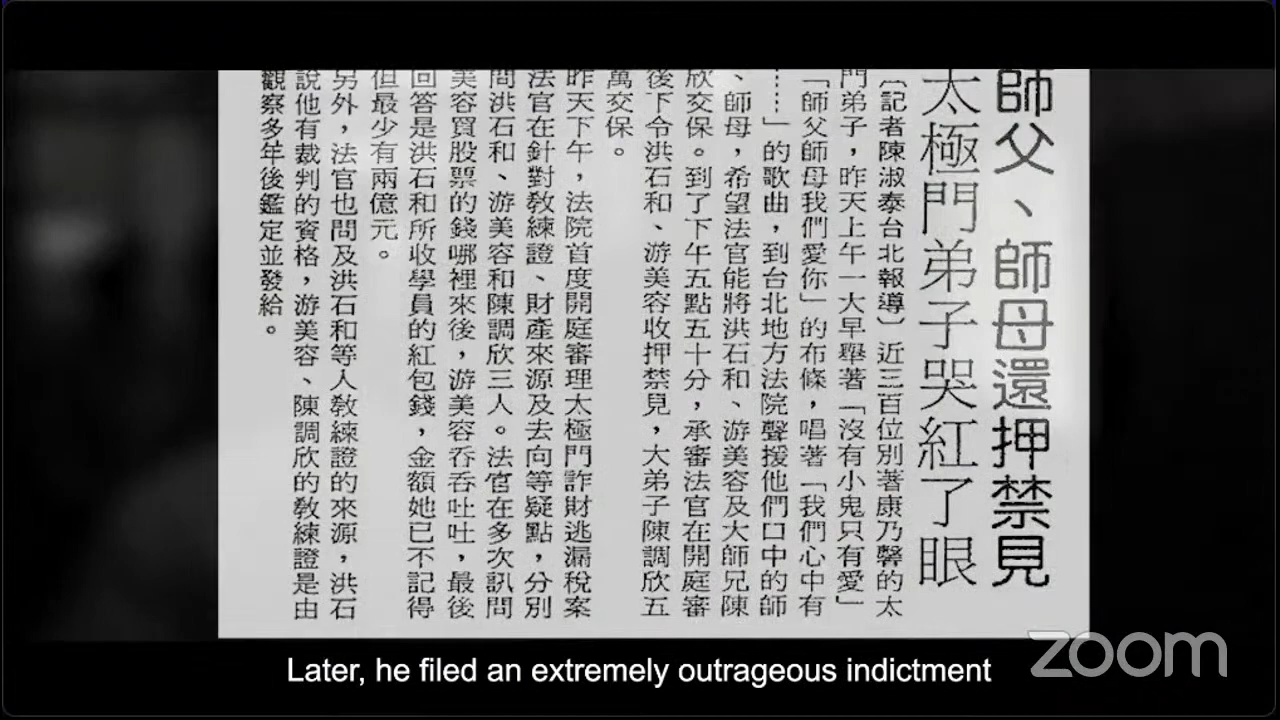 師父、師母還押禁見
太極門弟子哭紅了眼
〔記者陳淑泰台北報導〕近三百位別著康乃馨的太
門弟子,昨天上午一大早舉著「沒有小鬼只有愛」
「師父師母我們愛你」的布條,唱著「我們心中有
……」的歌曲,到台北地方法院聲援他們口中的師
、師母,希望法官能將洪石和、游美容及大師兄陳
欣交保。到了下午五點五十分,承審法官在開庭審
後下令洪石和、游美容收押禁見,大弟子陳調欣五
萬交保。
昨天下午,法院首度開庭審理太極門詐財逃漏稅案
法官在針對教練證、財產來源及去向等疑點,分別
問洪石和、游美容和陳調欣三人。法官在多次訊問
美容買股票的錢哪裡來後,游美容吞吞吐吐,最後
回答是洪石和所收學員的紅包錢,金額她已不記得
但最少有兩億元。
另外,法官也問及洪石和等人教練證的來源,洪石
說他有裁判的資格,游美容、陳調欣的教練證是由
觀察多年後鑑定並發給。
Later, he filed an extremely outrageous indictment
zoom